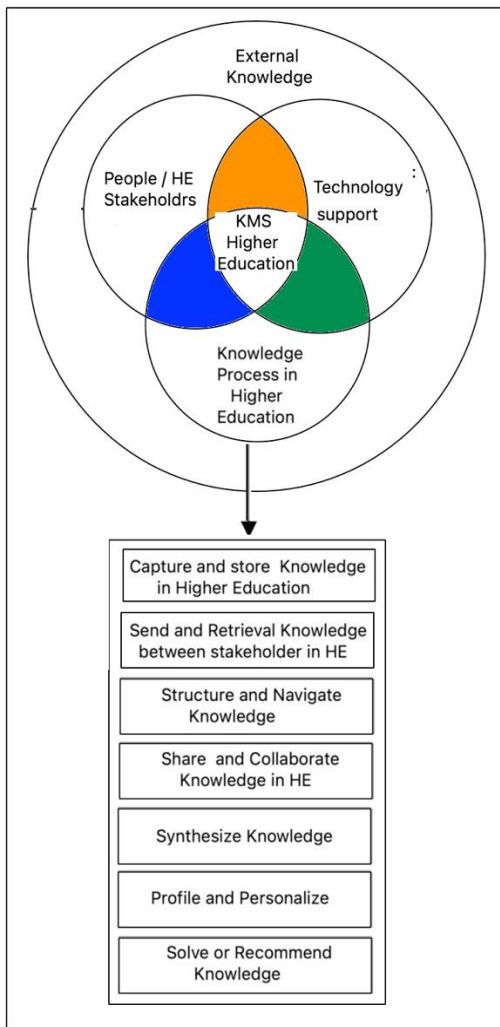 External
Knowledge
People / HE
Stakeholdrs
Technology
support
KMS
Higher
Education
Knowledge
Process in
Higher
Education
Capture and store Knowledge
in Higher Education
Send and Retrieval Knowledge
between stakeholder in HE
Structure and Navigate
Knowledge
Share and Collaborate
Knowledge in HE
Synthesize Knowledge
Profile and Personalize
Solve or Recommend
Knowledge